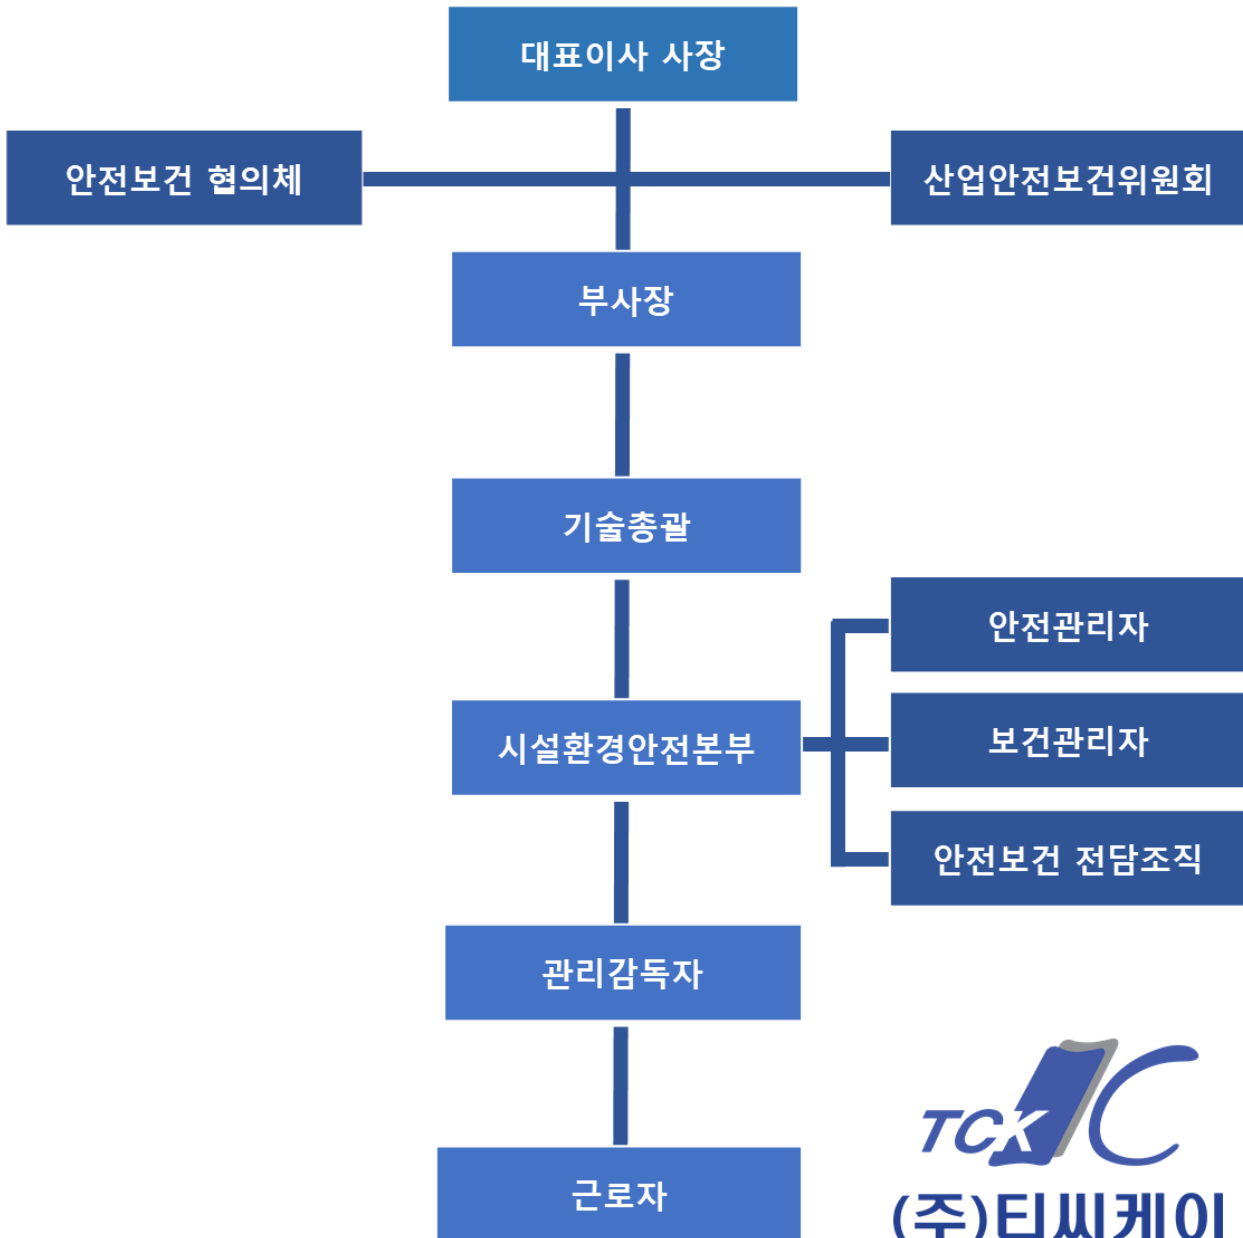 대표이사 사장
안전보건 협의체
산업안전보건위원회
부사장
기술총괄
안전관리자
시설환경안전본부
보건관리자
안전보건 전담조직
관리감독자
근로자
TCK
(주)티씨케이